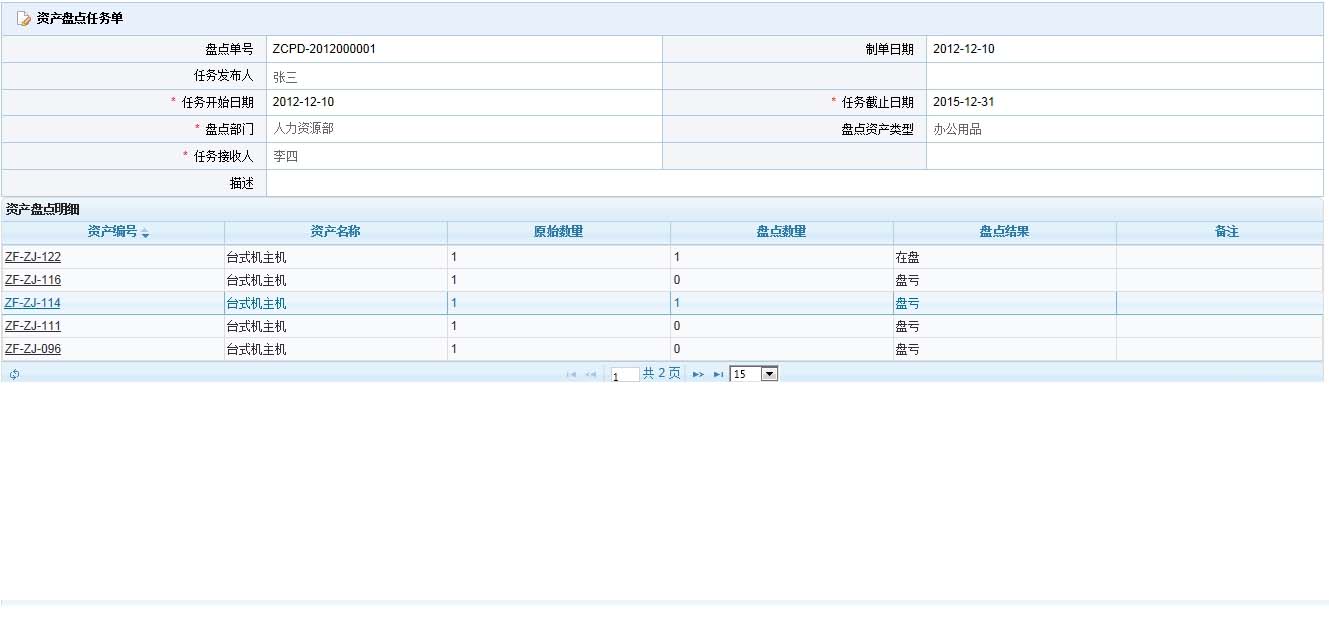 资产盘点任务单
盘点单号 ZCPD-2012000001 制单日期 2012-12-10
任务发布人 张三
* 任务开始日期 2012-12-10 * 任务截止日期 2015-12-31
* 盘点部门 人力资源部 盘点资产类型 办公用品
* 任务接收人 李四
描述
资产盘点明细
资产编号 资产名称 原始数量 盘点数量 盘点结果 备注
ZF-ZJ-122 台式机主机 1 1 在盘
ZF-ZJ-116 台式机主机 1 0 盘亏
ZF-ZJ-114 台式机主机 1 1 盘亏
ZF-ZJ-111 台式机主机 1 0 盘亏
ZF-ZJ-096 台式机主机 1 0 盘亏
1 共 2 页 15